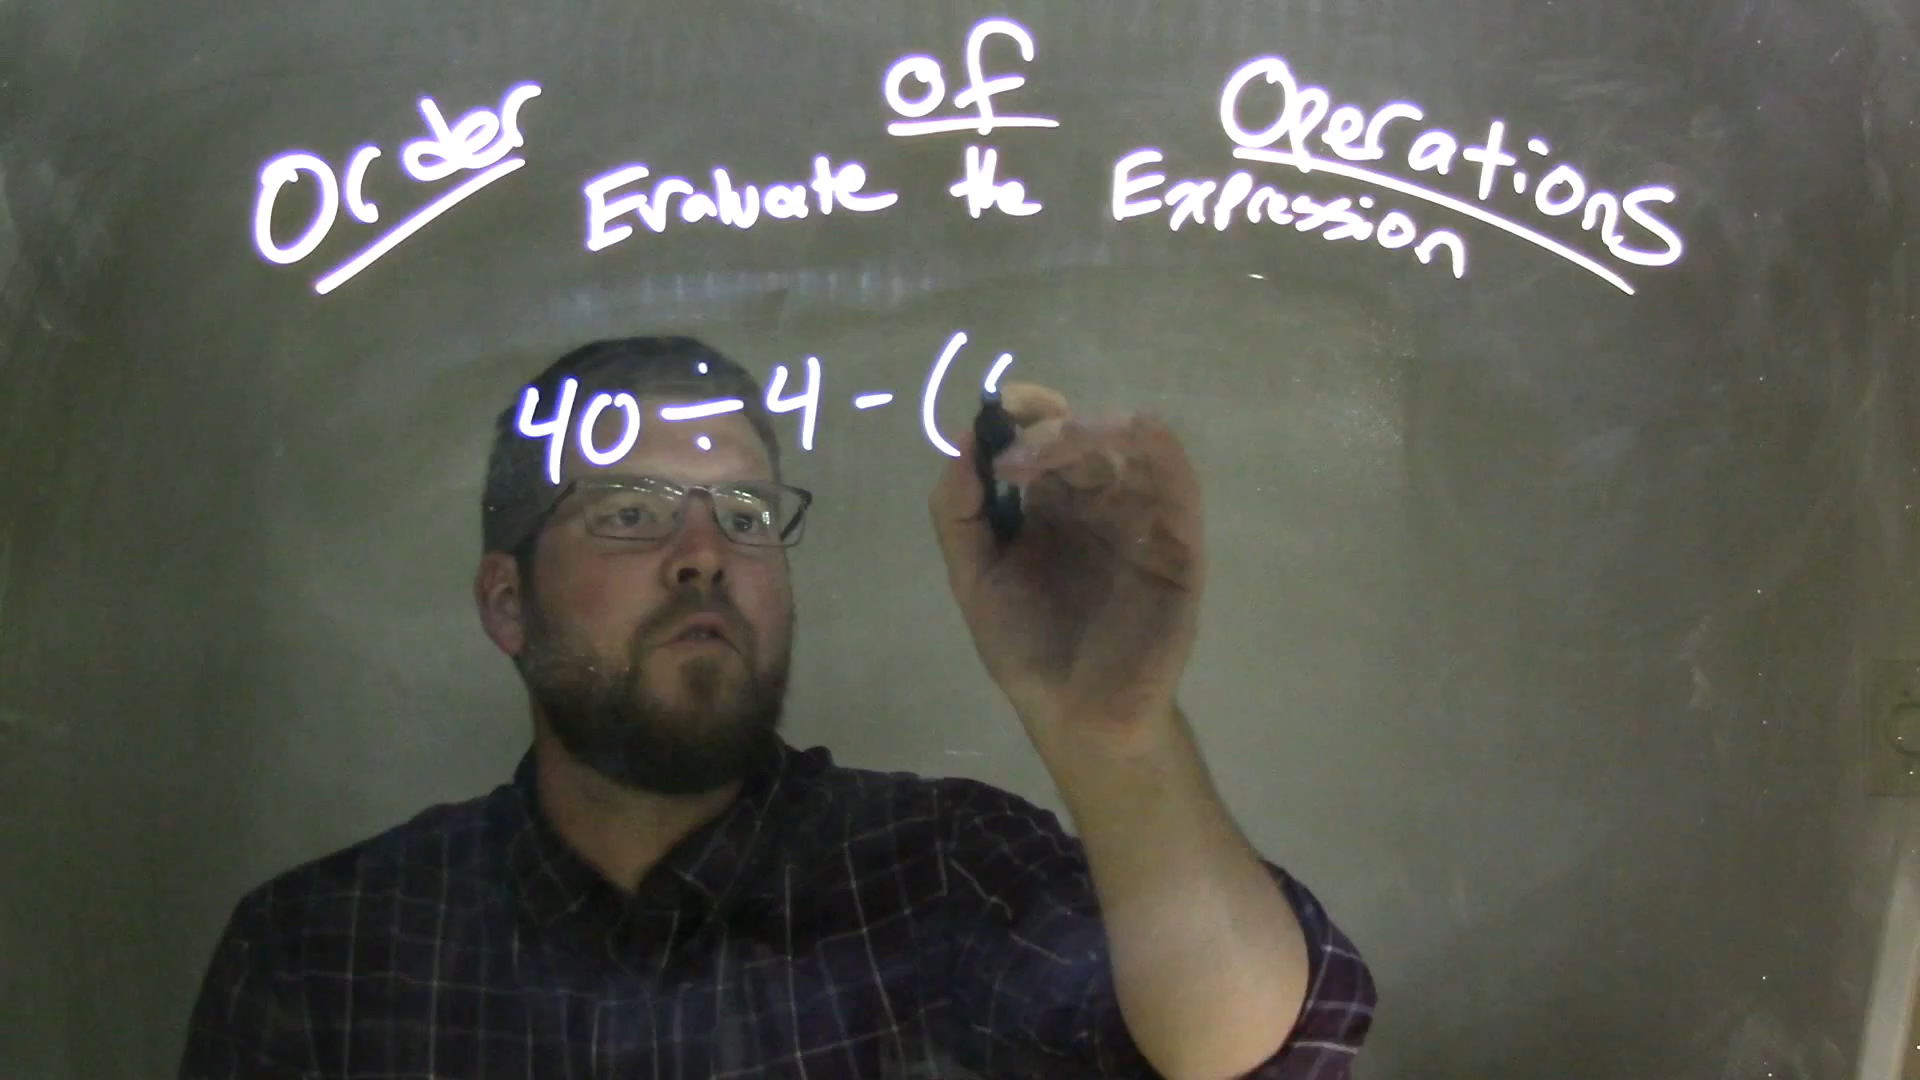 Order of Operations
Evaluate the Expression
40 ÷ 4 - (